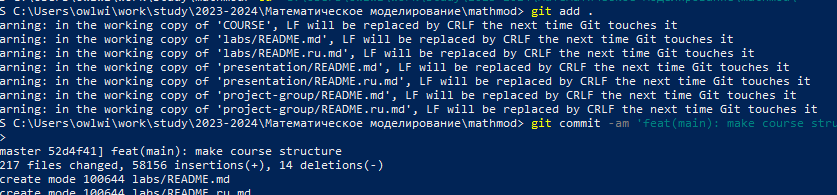 S C:\Users\owlwi\work\study\2023-2024\Математическое моделирование\mathmod> git add .
arning: in the working copy of 'COURSE', LF will be replaced by CRLF the next time Git touches it
arning: in the working copy of 'labs/README.md', LF will be replaced by CRLF the next time Git touches it
arning: in the working copy of 'labs/README.ru.md', LF will be replaced by CRLF the next time Git touches it
arning: in the working copy of 'presentation/README.md', LF will be replaced by CRLF the next time Git touches it
arning: in the working copy of 'presentation/README.ru.md', LF will be replaced by CRLF the next time Git touches it
arning: in the working copy of 'project-group/README.md', LF will be replaced by CRLF the next time Git touches it
arning: in the working copy of 'project-group/README.ru.md', LF will be replaced by CRLF the next time Git touches it
S C:\Users\owlwi\work\study\2023-2024\Математическое моделирование\mathmod> git commit -am 'feat(main): make course stru
>
master 52d4f41] feat(main): make course structure
217 files changed, 58156 insertions(+), 14 deletions(-)
create mode 100644 labs/README.md
create mode 100644 labs/README.ru.md